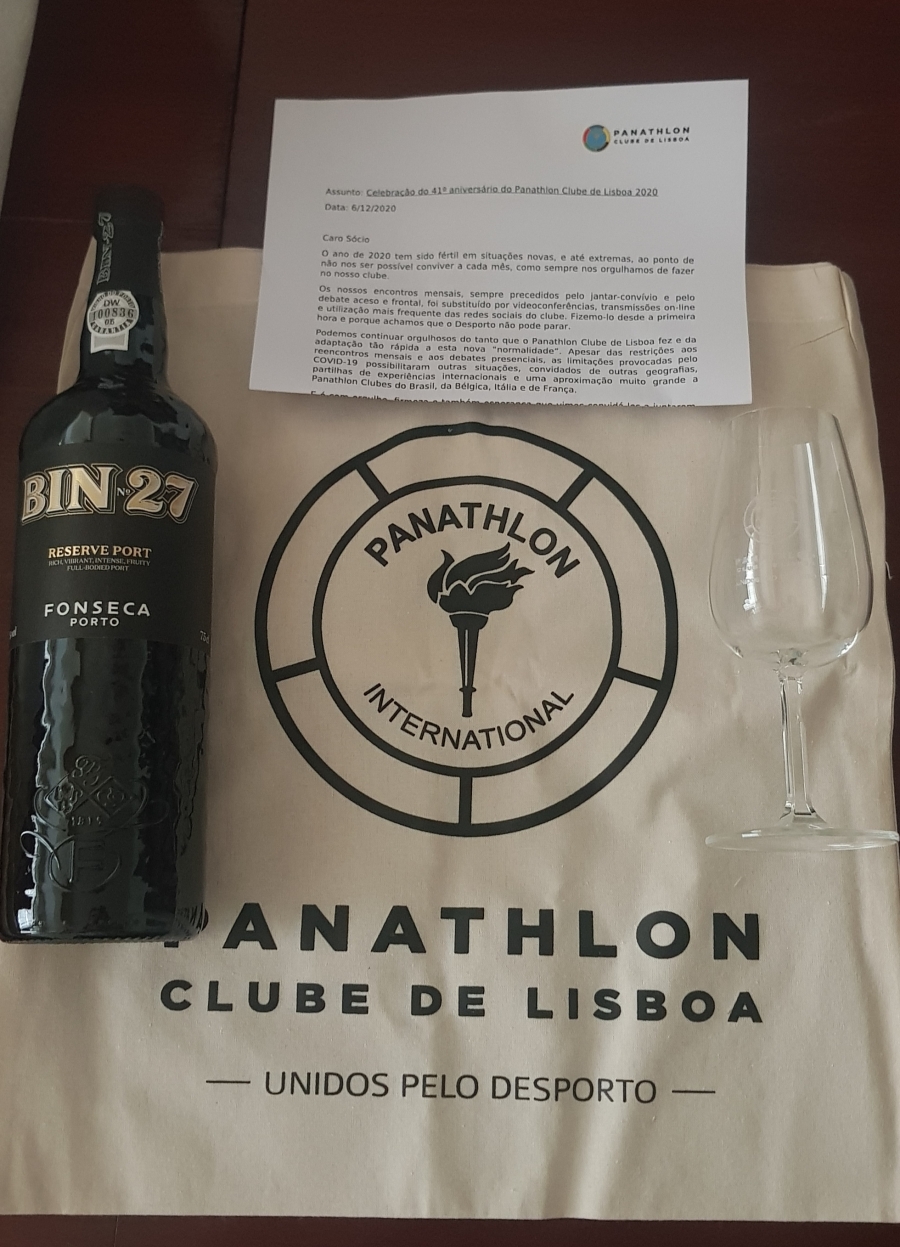 PANATHLON
CLUBE DE LISBOA
Assunto: Celebração do 41º aniversário do Panathlon Clube de Lisboa 2020
Data: 6/12/2020
Caro Sócio
O ano de 2020 tem sido fértil em situações novas, e até extremas, ao ponto de
não nos ser possível conviver a cada mês, como sempre nos orgulhamos de fazer
no nosso clube.
Os nossos encontros mensais, sempre precedidos pelo jantar-convívio e pelo
debate aceso e frontal, foi substituído por videoconferências, transmissões on-line
e utilização mais frequente das redes sociais do clube. Fizemo-lo desde a primeira
hora e porque achamos que o Desporto não pode parar.
Podemos continuar orgulhosos do tanto que o Panathlon Clube de Lisboa fez e da
adaptação tão rápida a esta nova "normalidade". Apesar das restrições aos
reencontros mensais e aos debates presenciais, as limitações provocadas pelo
COVID-19 possibilitaram outras situações, convidados de outras geografias,
partilhas de experiências internacionais e uma aproximação muito grande a
Panathlon Clubes do Brasil, da Bélgica, Itália e de França.
BIN 27
DW
100836
02
BIN Nº 27
RESERVE PORT
RICH, VIBRANT, INTENSE, FRUITY
FULL-BODIED PORT
FONSECA
PORTO
75cl
1815
PANATHLON
INTERNATIONAL
PANATHLON
CLUBE DE LISBOA
UNIDOS PELO DESPORTO